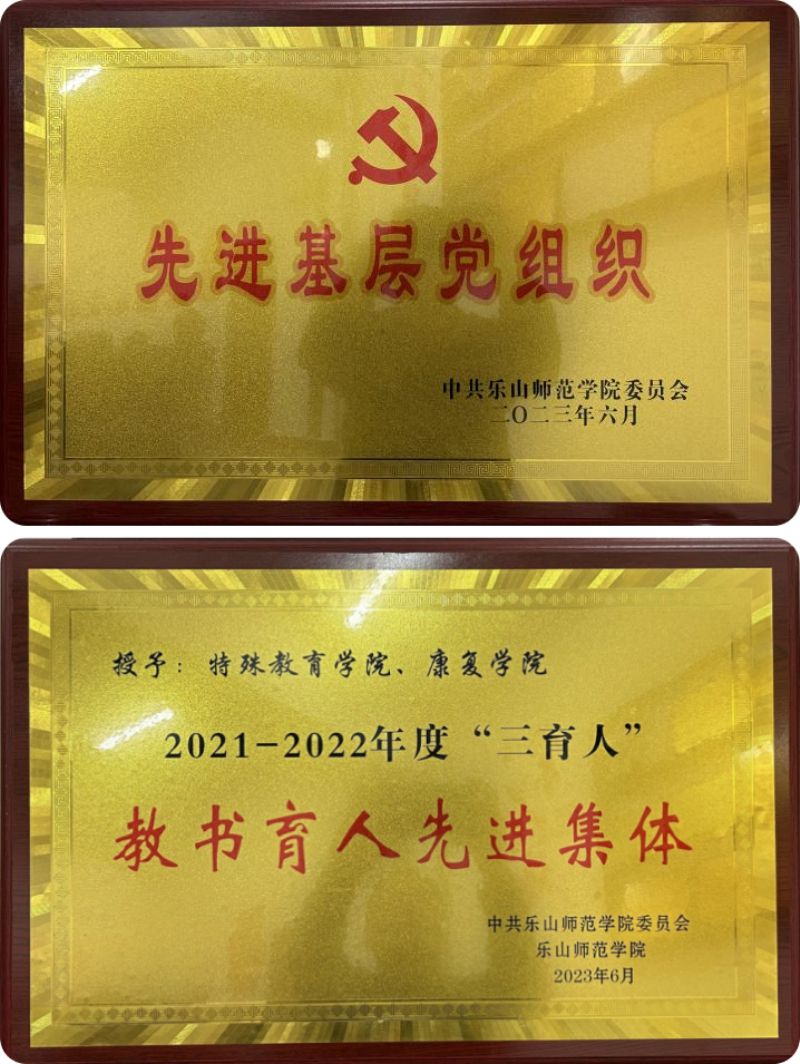 先进基层党组织
中共乐山师范学院委员会
二〇二三年六月
授予：特殊教育学院、康复学院
2021-2022年度“三育人”
教书育人先进集体
中共乐山师范学院委员会
乐山师范学院
2023年6月